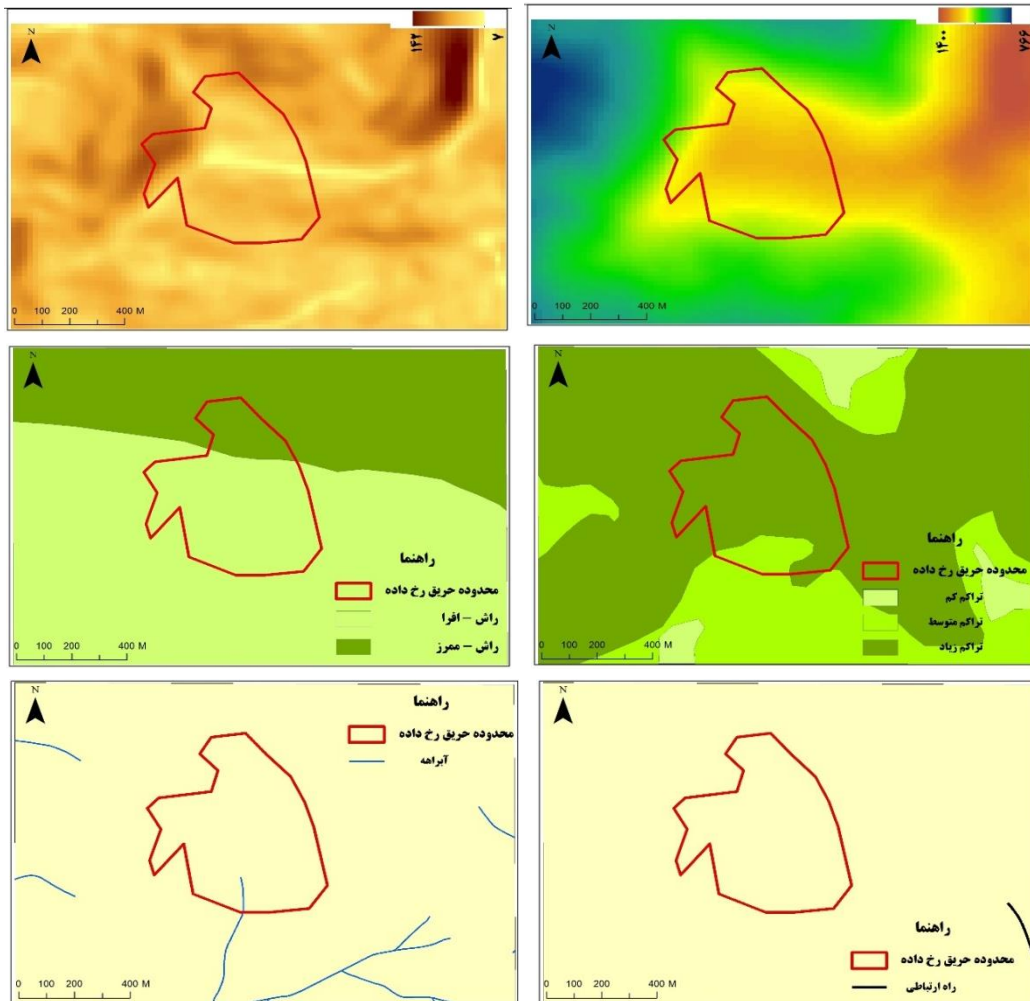 ۱۴۲
۷
N
0 100 200 400 M
۱۴۰۰
۷۶۶
N
0 100 200 400 M
N
راهنما
محدوده حریق رخ داده
راش – افرا
راش – ممرز
0 100 200 400 M
N
راهنما
محدوده حریق رخ داده
تراکم کم
تراکم متوسط
تراکم زیاد
0 100 200 400 M
N
راهنما
محدوده حریق رخ داده
آبراهه
0 100 200 400 M
N
راهنما
محدوده حریق رخ داده
راه ارتباطی
0 100 200 400 M